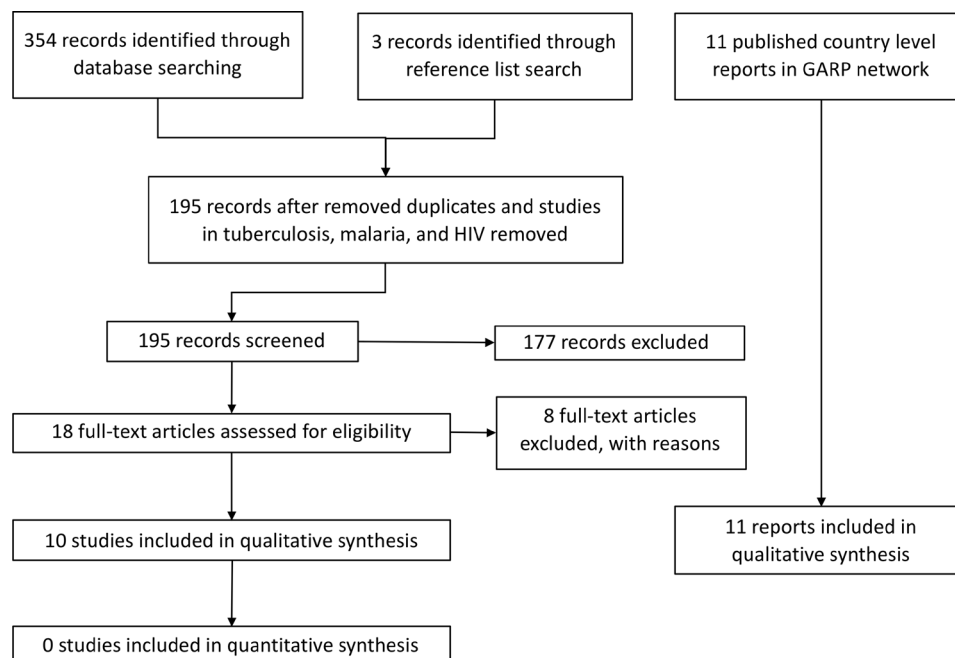 354 records identified through
database searching
3 records identified through
reference list search
11 published country level
reports in GARP network
195 records after removed duplicates and studies
in tuberculosis, malaria, and HIV removed
195 records screened
177 records excluded
18 full-text articles assessed for eligibility
8 full-text articles
excluded, with reasons
10 studies included in qualitative synthesis
11 reports included in
qualitative synthesis
0 studies included in quantitative synthesis